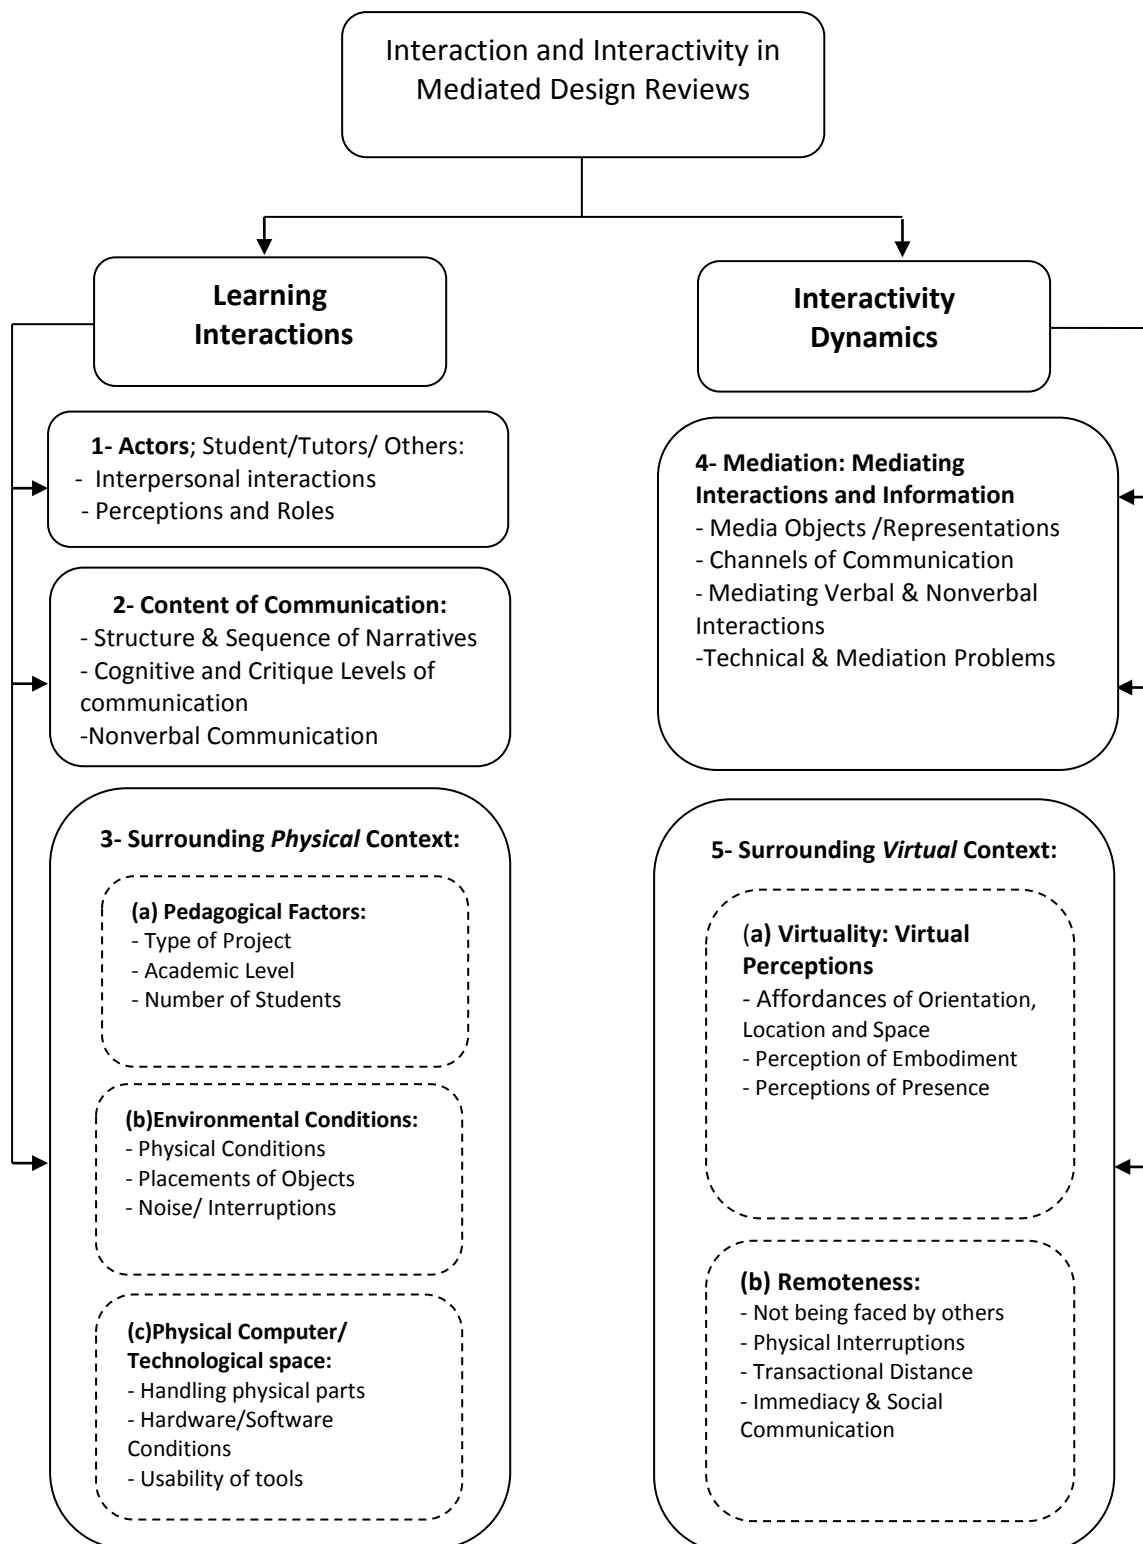 Interaction and Interactivity in
Mediated Design Reviews
Learning
Interactions
1- Actors; Student/Tutors/ Others:
- Interpersonal interactions
- Perceptions and Roles
2- Content of Communication:
- Structure & Sequence of Narratives
- Cognitive and Critique Levels of
communication
-Nonverbal Communication
3- Surrounding Physical Context:
(a) Pedagogical Factors:
- Type of Project
- Academic Level
- Number of Students
(b)Environmental Conditions:
- Physical Conditions
- Placements of Objects
- Noise/ Interruptions
(c)Physical Computer/
Technological space:
- Handling physical parts
- Hardware/Software
Conditions
- Usability of tools
Interactivity
Dynamics
4- Mediation: Mediating
Interactions and Information
- Media Objects /Representations
- Channels of Communication
- Mediating Verbal & Nonverbal
Interactions
-Technical & Mediation Problems
5- Surrounding Virtual Context:
(a) Virtuality: Virtual
Perceptions
- Affordances of Orientation,
Location and Space
- Perception of Embodiment
- Perceptions of Presence
(b) Remoteness:
- Not being faced by others
- Physical Interruptions
- Transactional Distance
- Immediacy & Social
Communication